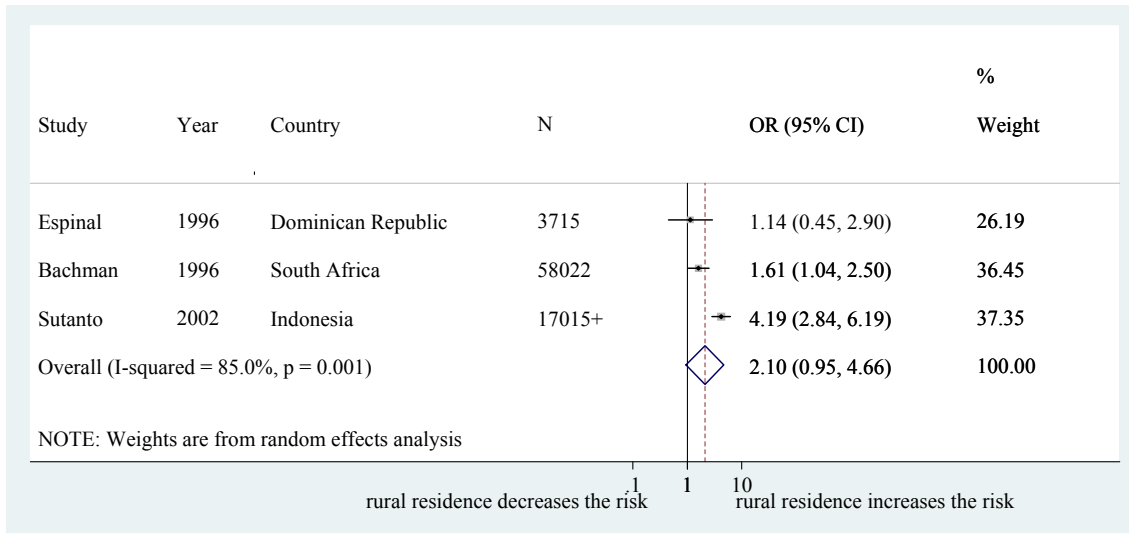 %
Study Year Country N OR (95% CI) Weight
Espinal 1996 Dominican Republic 3715 1.14 (0.45, 2.90) 26.19
Bachman 1996 South Africa 58022 1.61 (1.04, 2.50) 36.45
Sutanto 2002 Indonesia 17015+ 4.19 (2.84, 6.19) 37.35
Overall (I-squared = 85.0%, p = 0.001) 2.10 (0.95, 4.66) 100.00
NOTE: Weights are from random effects analysis
.1 1 10
rural residence decreases the risk rural residence increases the risk